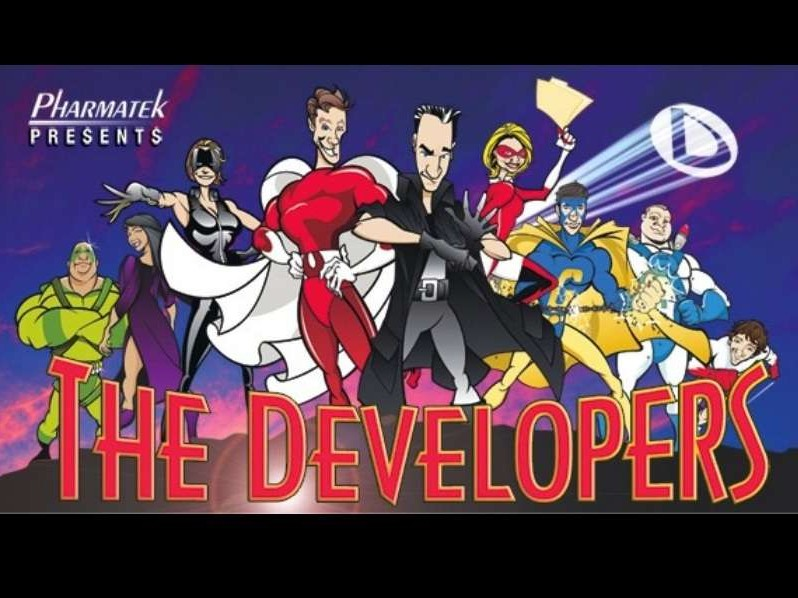 PHARMATEK
PRESENTS
D
G
THE DEVELOPERS